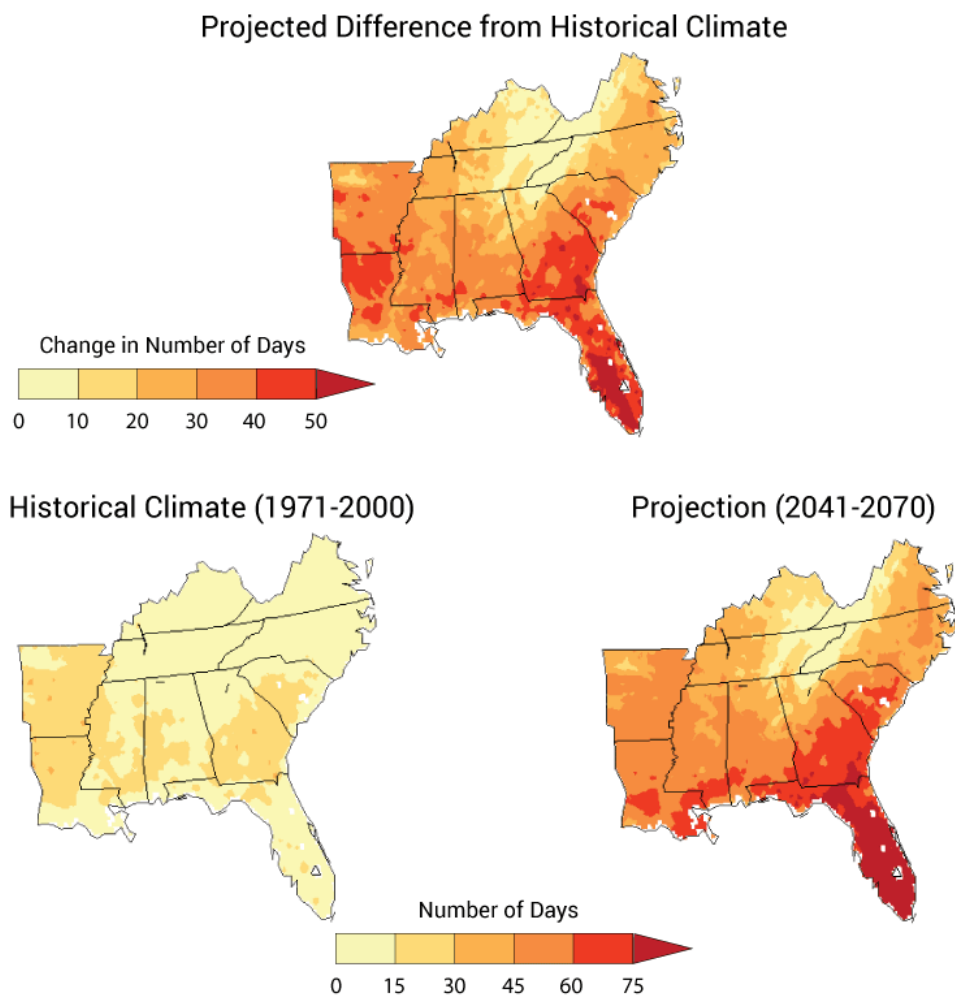 Projected Difference from Historical Climate
Change in Number of Days
0 10 20 30 40 50
Historical Climate (1971-2000)
Projection (2041-2070)
Number of Days
0 15 30 45 60 75